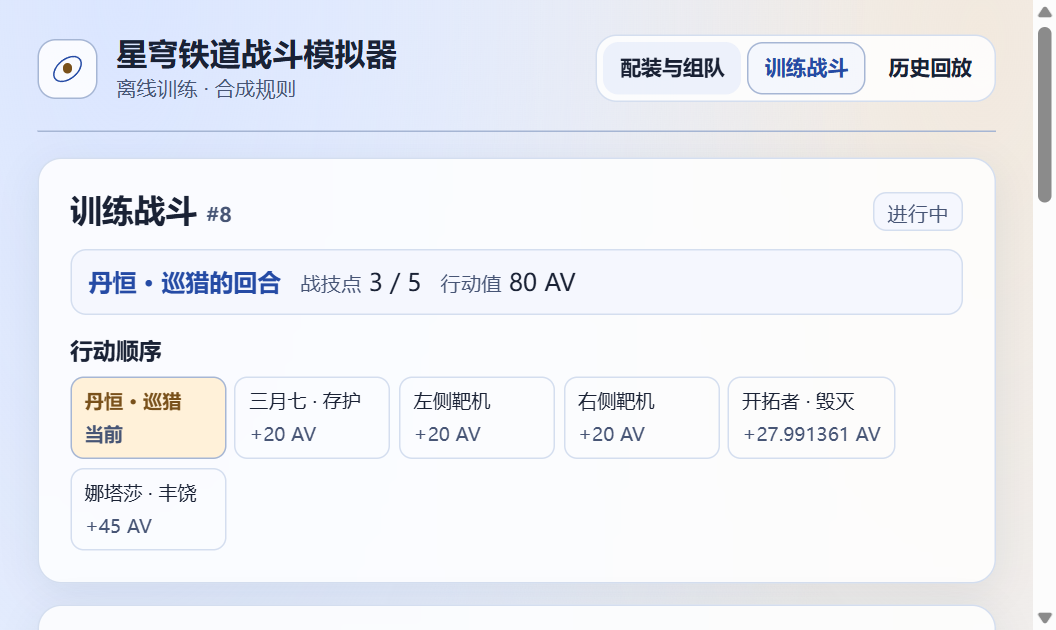 星穹铁道战斗模拟器
离线训练 · 合成规则
配装与组队 训练战斗 历史回放
训练战斗 #8
进行中
丹恒 • 巡猎的回合 战技点 3 / 5 行动值 80 AV
行动顺序
丹恒 • 巡猎
当前
三月七 · 存护
+20 AV
左侧靶机
+20 AV
右侧靶机
+20 AV
开拓者 · 毁灭
+27.991361 AV
娜塔莎 · 丰饶
+45 AV